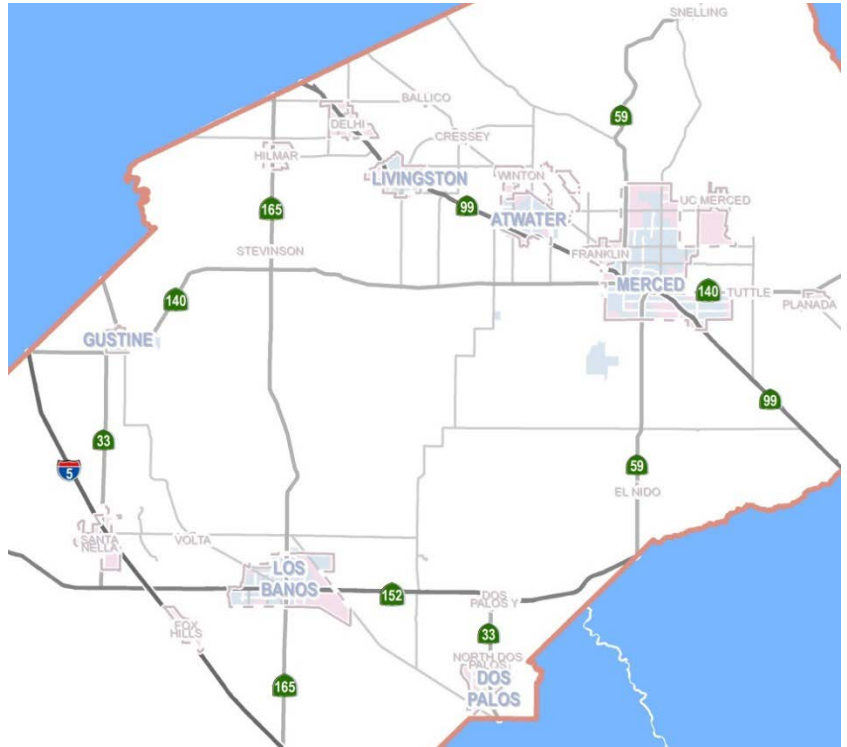 SNELLING
BALLICO
59
DELHI
CRESSEY
HILMAR
LIVINGSTON
WINTON
UC MERCED
165
99
ATWATER
STEVINSON
FRANKLIN
MERCED
140
TUTTLE
PLANADA
140
GUSTINE
99
33
5
59
EL NIDO
SANTA
NELLA
VOLTA
LOS
BANOS
152
DOS
PALOS Y
FOX
HILLS
33
NORTH DOS
PALOS
DOS
PALOS
165